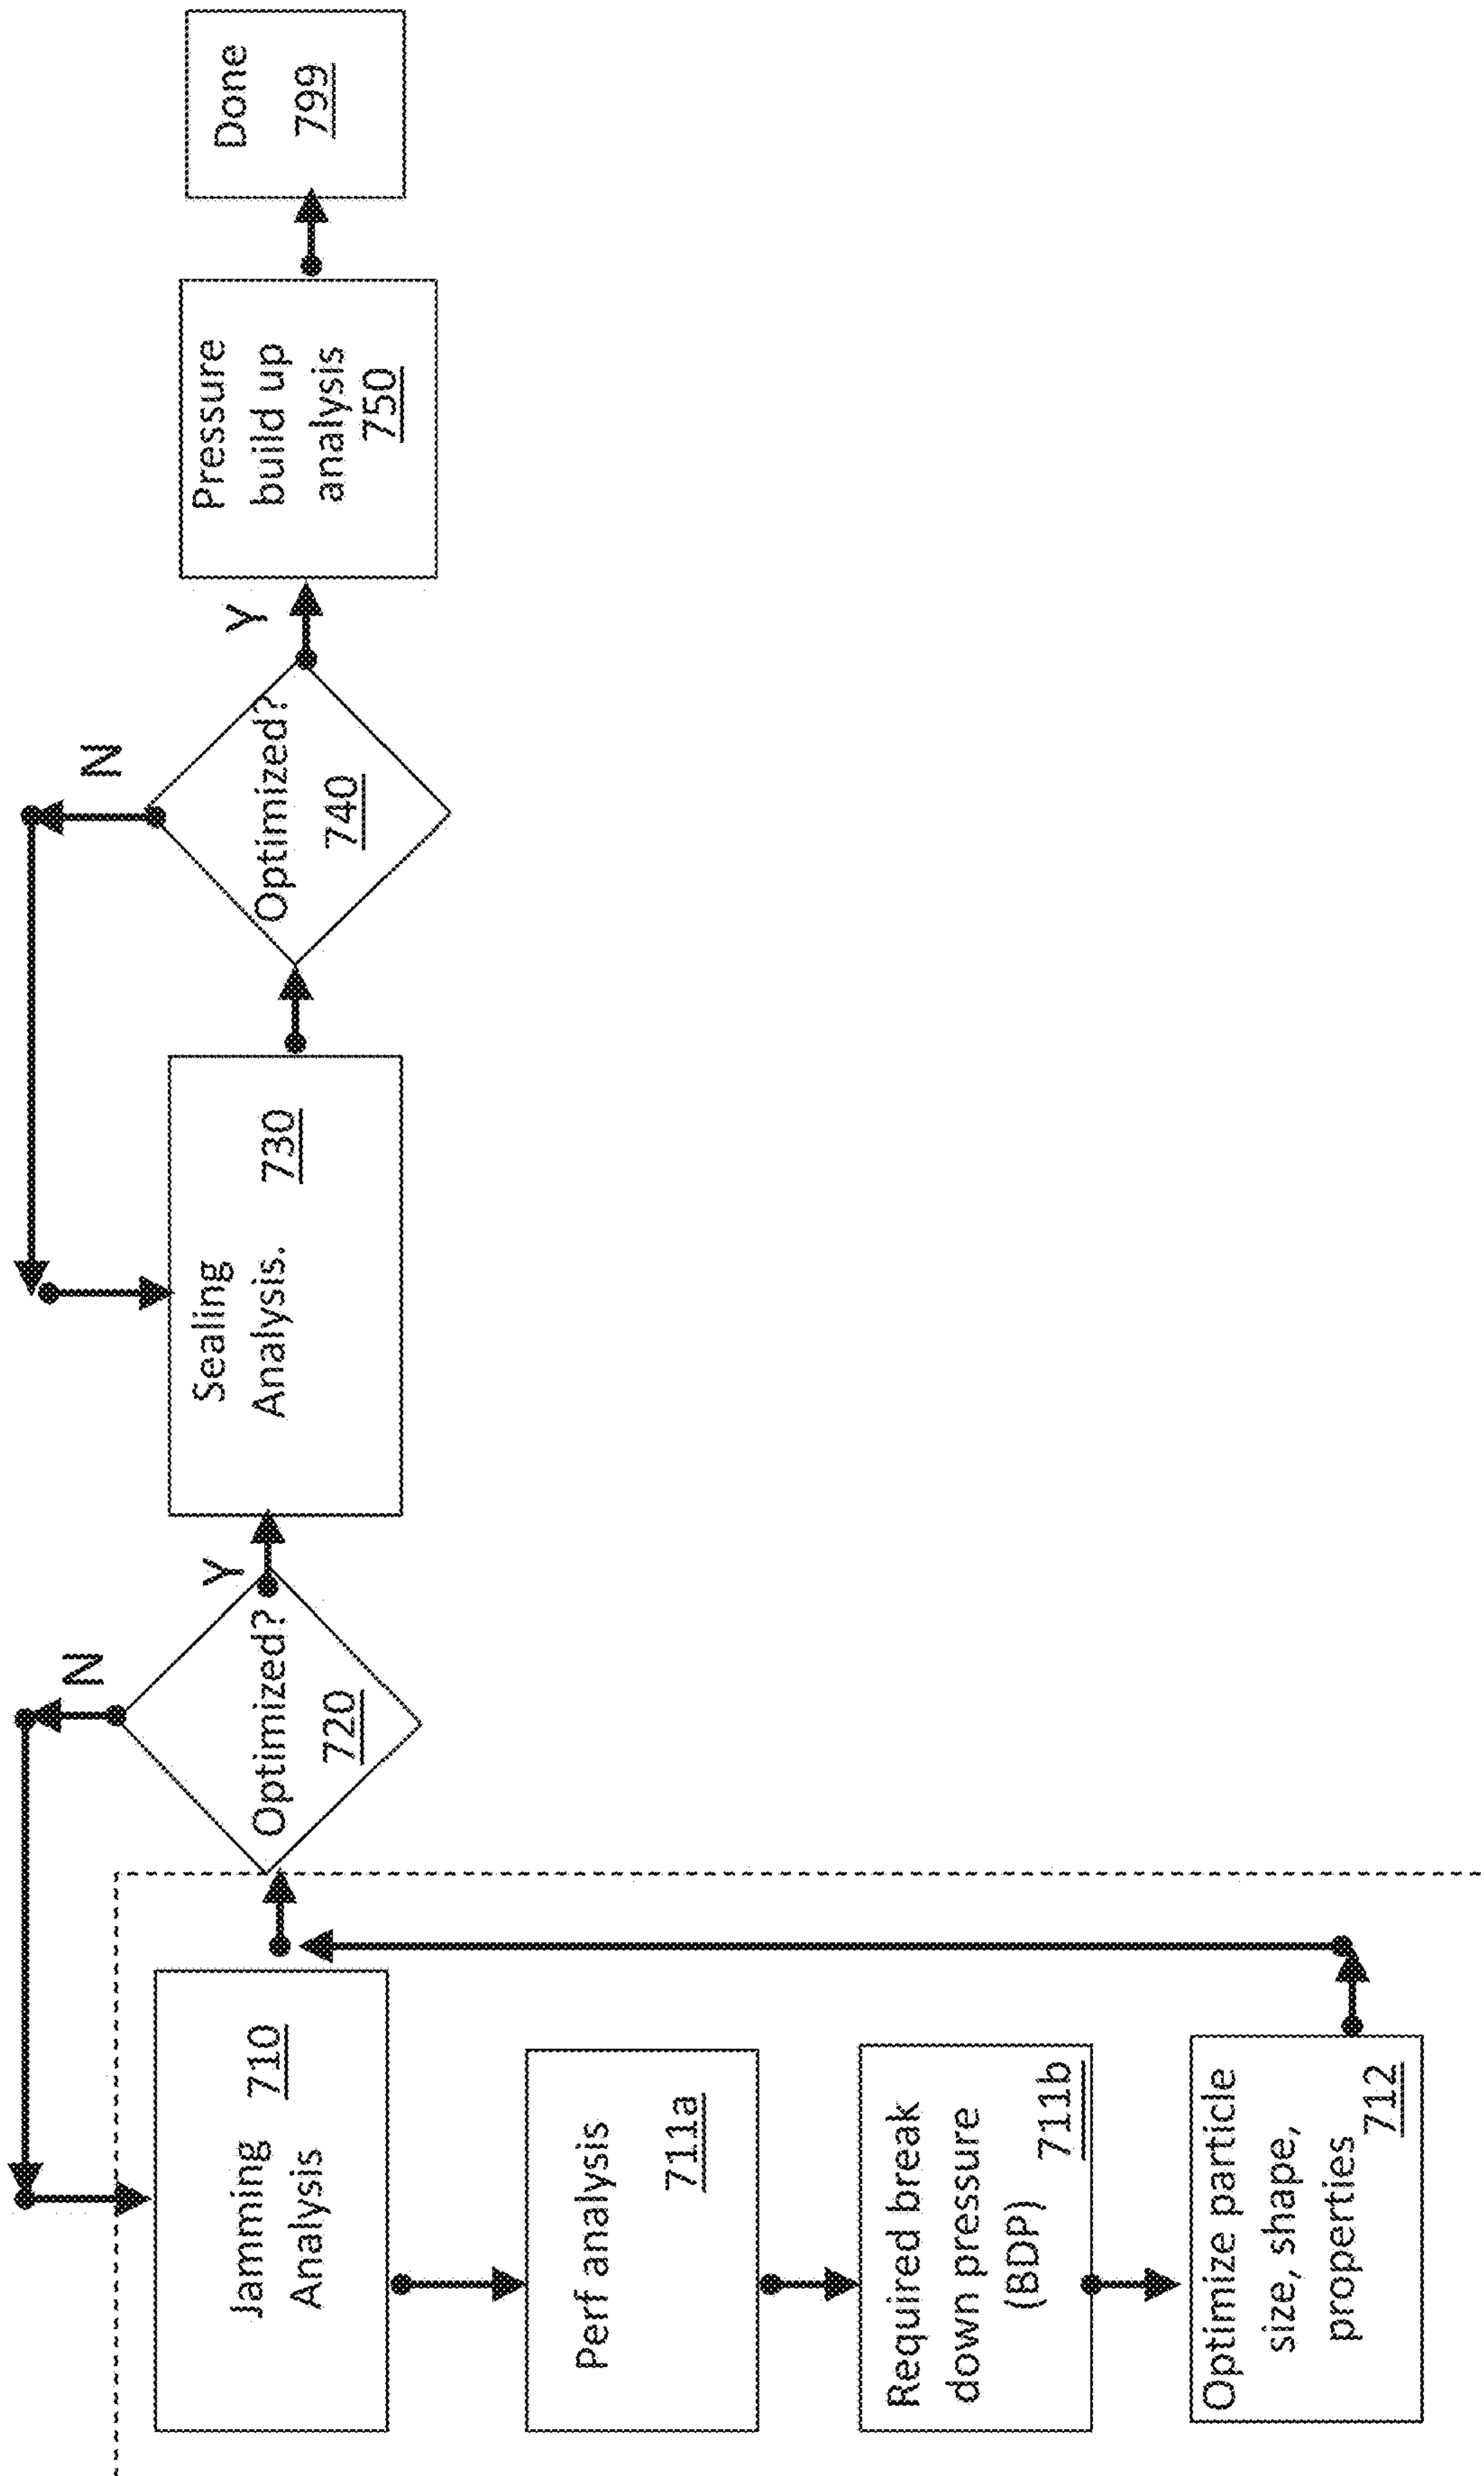 Jamming 710
Analysis
Perf analysis
711a
Required break
down pressure
(BDP) 711b
Optimize particle
size, shape,
properties 712
N
Optimized?
720
Y
Sealing
Analysis. 730
N
Optimized?
740
Y
Pressure
build up
analysis
750
Done
799